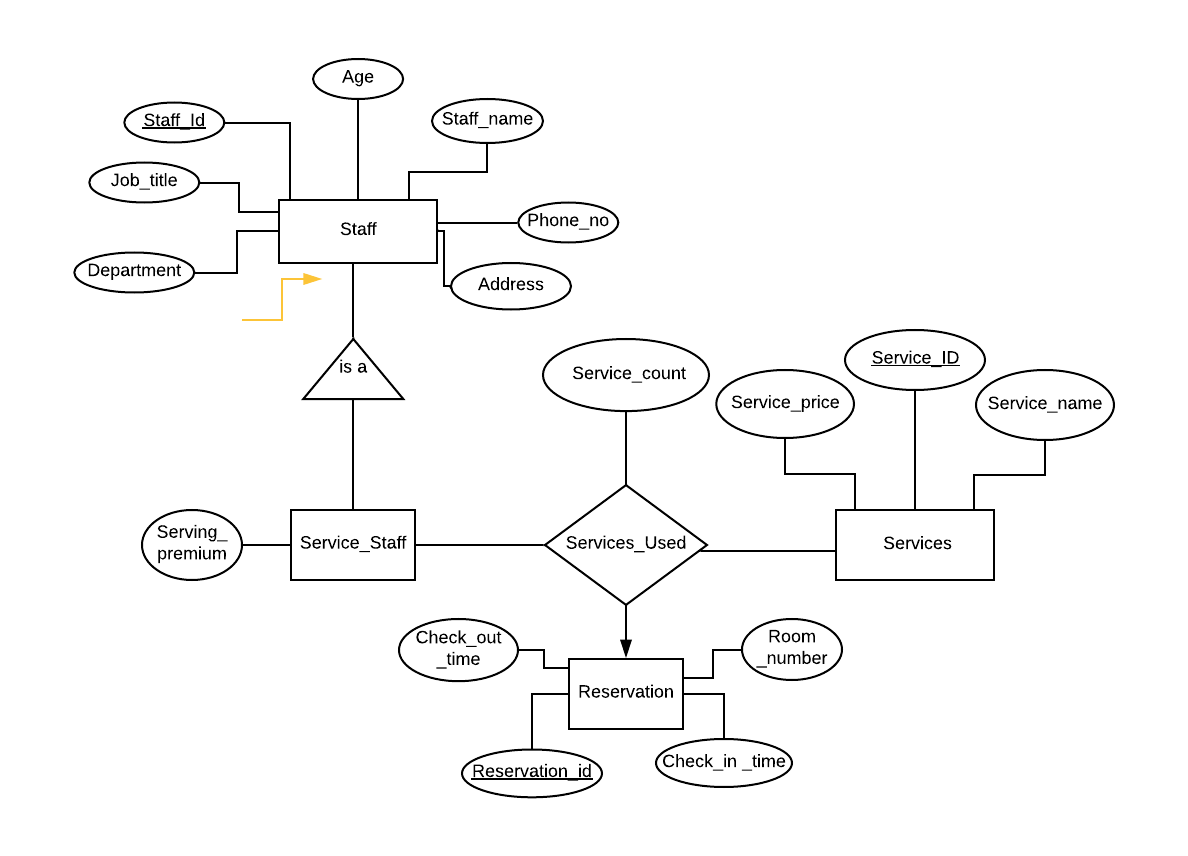 Age
Staff_Id
Staff_name
Job_title
Phone_no
Staff
Department
Address
is a
Service_count
Service_price
Service_ID
Service_name
Serving_
premium
Service_Staff
Services_Used
Services
Check_out
_time
Room
_number
Reservation
Reservation_id
Check_in _time